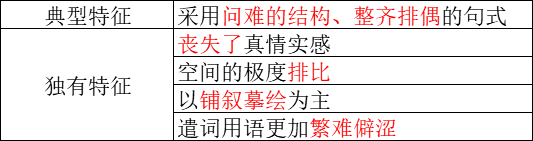 典型特征 采用问难的结构、整齐排偶的句式
丧失了真情实感
空间的极度排比
独有特征
以铺叙摹绘为主
遣词用语更加繁难僻涩